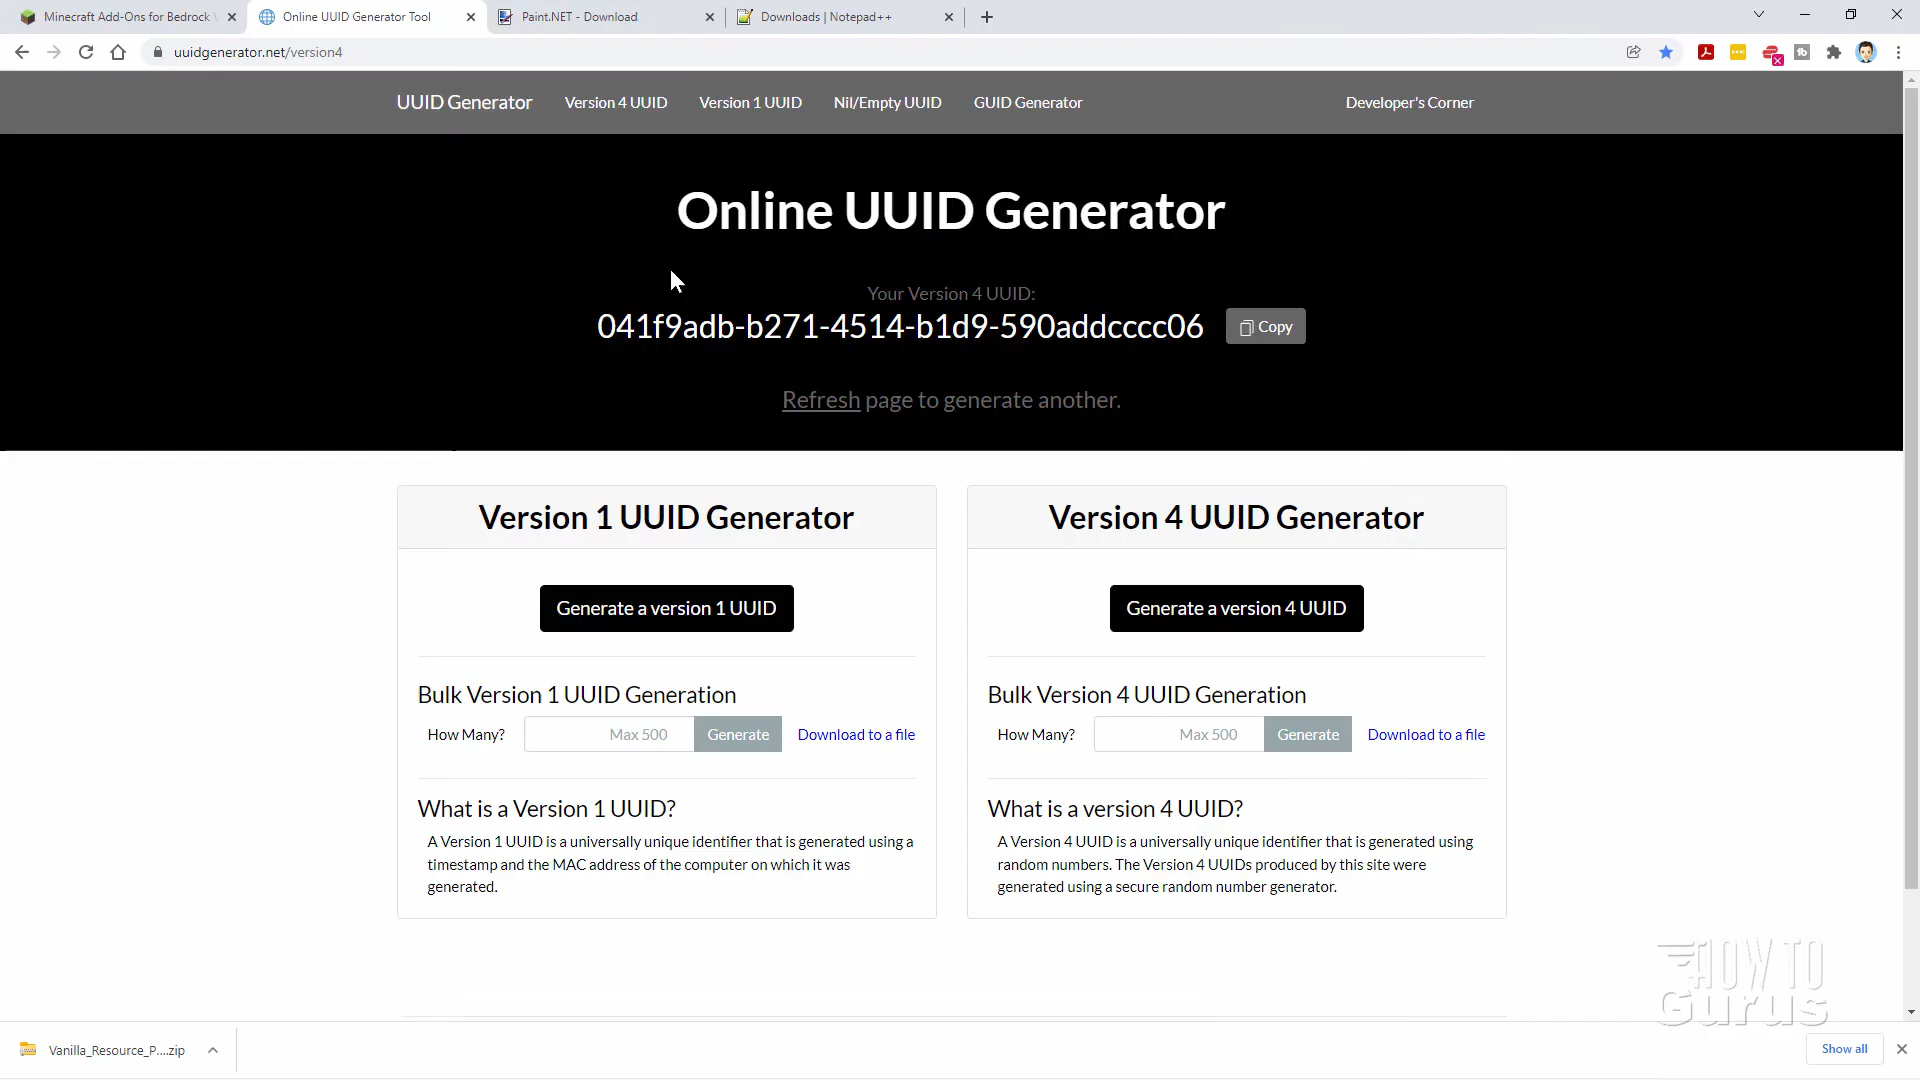 Minecraft Add-Ons for Bedrock
Online UUID Generator Tool
Paint.NET - Download
Downloads | Notepad++
uuidgenerator.net/version4
UUID Generator
Version 4 UUID
Version 1 UUID
Nil/Empty UUID
GUID Generator
Developer's Corner
Online UUID Generator
Your Version 4 UUID:
041f9adb-b271-4514-b1d9-590addcccc06
Copy
Refresh page to generate another.
Version 1 UUID Generator
Generate a version 1 UUID
Bulk Version 1 UUID Generation
How Many? Max 500 Generate Download to a file
What is a Version 1 UUID?
A Version 1 UUID is a universally unique identifier that is generated using a
timestamp and the MAC address of the computer on which it was
generated.
Version 4 UUID Generator
Generate a version 4 UUID
Bulk Version 4 UUID Generation
How Many? Max 500 Generate Download to a file
What is a version 4 UUID?
A Version 4 UUID is a universally unique identifier that is generated using
random numbers. The Version 4 UUIDs produced by this site were
generated using a secure random number generator.
HOW TO
Gurus
Vanilla_Resource_P....zip
Show all